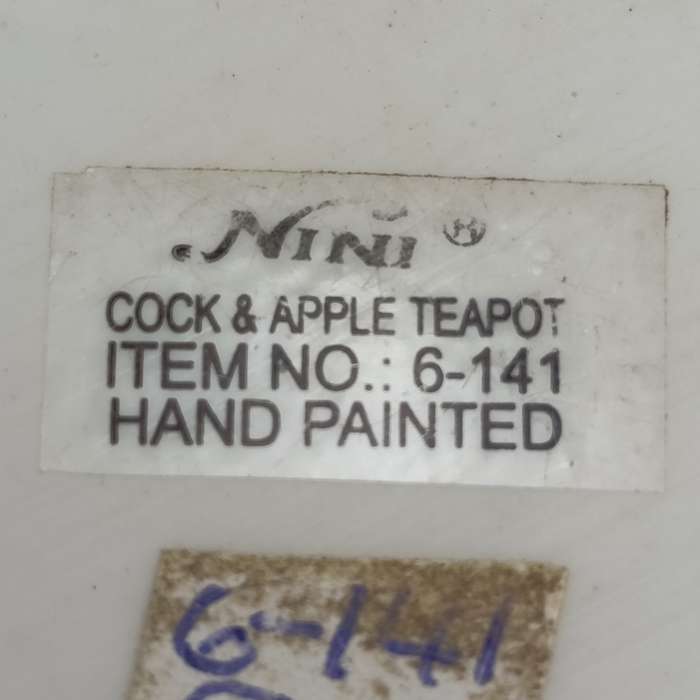 NINI ®
COCK & APPLE TEAPOT
ITEM NO.: 6-141
HAND PAINTED
6-141